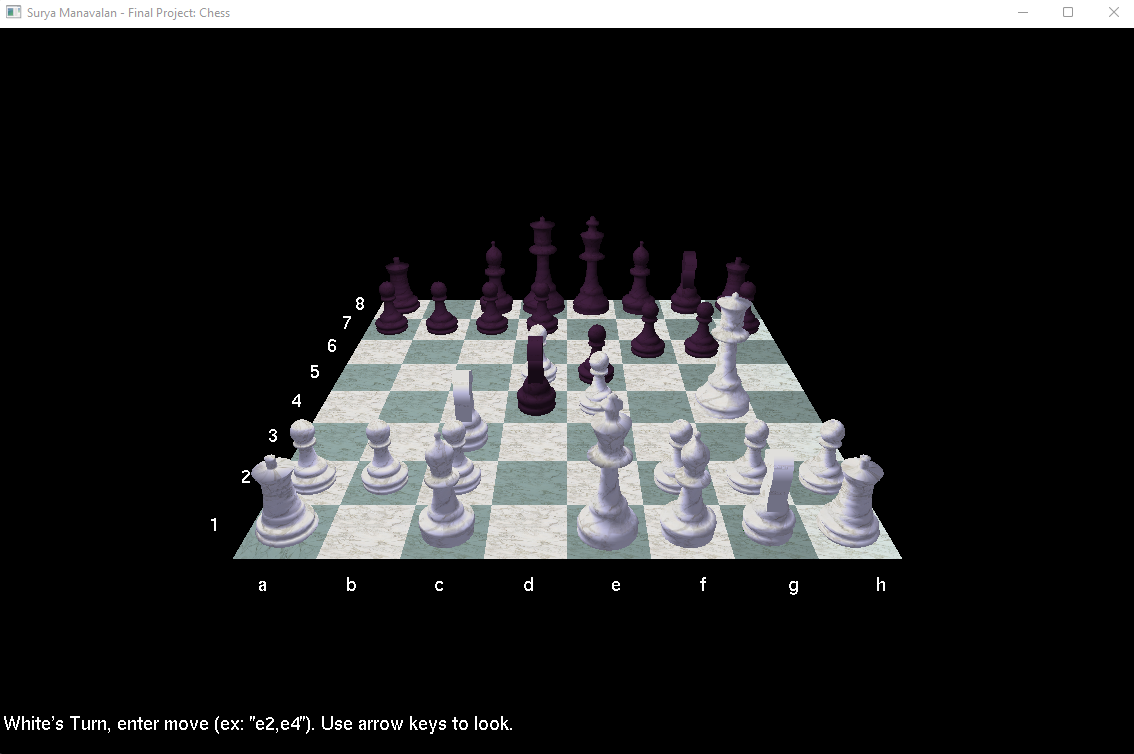 Surya Manavalan - Final Project: Chess
8
7
6
5
4
3
2
1
a b c d e f g h
White's Turn, enter move (ex: "e2,e4"). Use arrow keys to look.